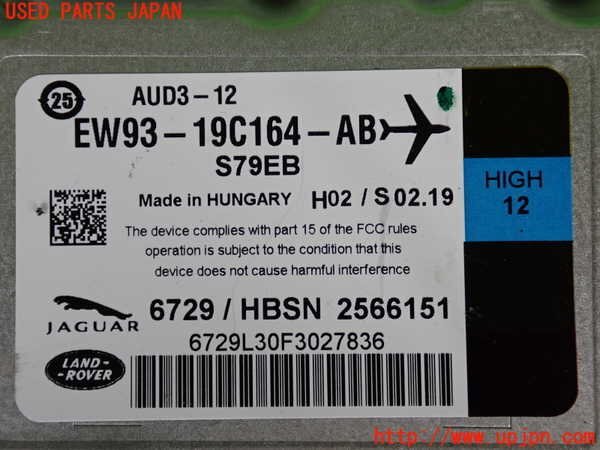 USED PARTS JAPAN
25
AUD3-12
EW93-19C164-AB
S79EB
Made in HUNGARY H02 / S 02.19
HIGH
12
The device complies with part 15 of the FCC rules
operation is subject to the condition that this
device does not cause harmful interference
JAGUAR
6729 / HBSN 2566151
6729L30F3027836
LAND-
-ROVER
http://www.upjpn.com/